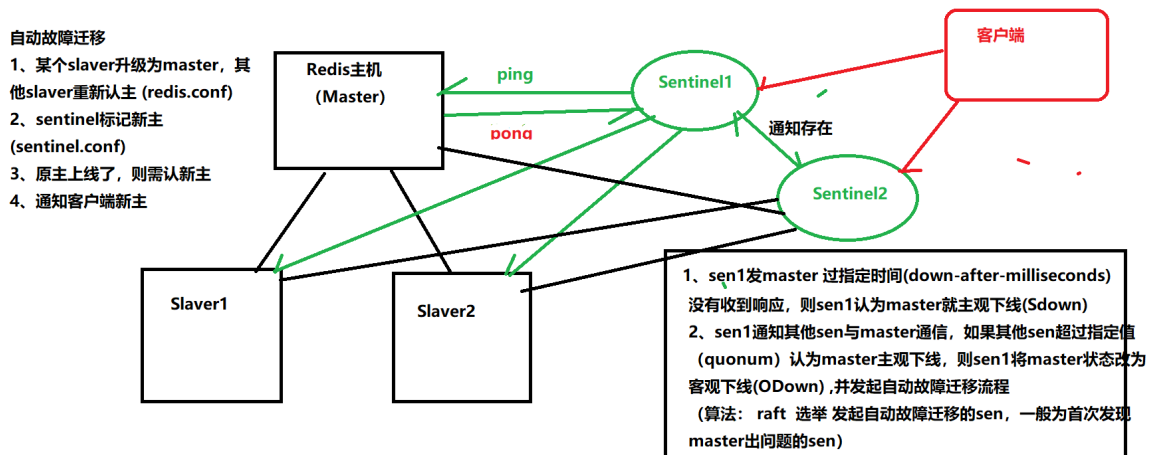 自动故障迁移
1、某个slaver升级为master，其
他slaver重新认主 (redis.conf)
2、sentinel标记新主
(sentinel.conf)
3、原主上线了，则需认新主
4、通知客户端新主
Redis主机
（Master）
ping
pong
Sentinel1
客户端
通知存在
Sentinel2
Slaver1
Slaver2
1、sen1发master 过指定时间(down-after-milliseconds)
没有收到响应，则sen1认为master就主观下线(Sdown)
2、sen1通知其他sen与master通信，如果其他sen超过指定值
（quonum）认为master主观下线，则sen1将master状态改为
客观下线(ODown) ,并发起自动故障迁移流程
（算法： raft 选举 发起自动故障迁移的sen，一般为首次发现
master出问题的sen）